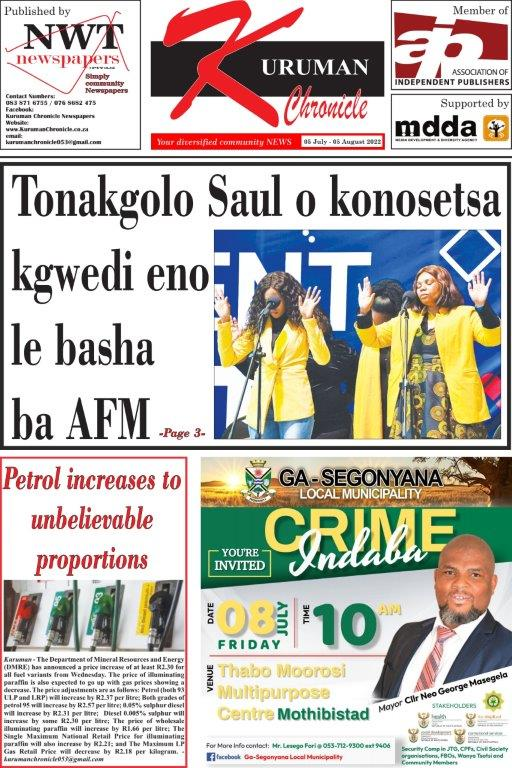 Published by
NWT
newspapers
Simply
community
Newspapers
Contact Numbers:
083 871 6755 / 076 8682 475
Facebook:
Kuruman Chronicle Newspapers
Website:
www.KurumanChronicle.co.za
email:
kurumanchronicle053@gmail.com
KURUMAN
Chronicle
Your diversified community NEWS
05 July - 05 August 2022
Member of
aip
ASSOCIATION OF
INDEPENDENT PUBLISHERS
Supported by
mdda
MEDIA DEVELOPMENT & DIVERSITY AGENCY
Tonakgolo Saul o konosetsa
kgwedi eno
le basha
ba AFM -Page 3-
NT
Petrol increases to
unbelievable
proportions
Kuruman - The Department of Mineral Resources and Energy
(DMRE) has announced a price increase of at least R2.30 for
all fuel variants from Wednesday. The price of illuminating
paraffin is also expected to go up with gas prices showing a
decrease. The price adjustments are as follows: Petrol (both 93
ULP and LRP) will increase by R2.37 per litre; Both grades of
petrol 95 will increase by R2.57 per litre; 0.05% sulphur diesel
will increase by R2.31 per litre; Diesel 0.005% sulphur will
increase by some R2.30 per litre; The price of wholesale
illuminating paraffin will increase by R1.66 per litre; The
Single Maximum National Retail Price for illuminating
paraffin will also increase by R2.21; and The Maximum LP
Gas Retail Price will decrease by R2.18 per kilogram. -
kurumanchronicle053@gmail.com
GA-SEGONYANA
LOCAL MUNICIPALITY
CRIME
Indaba
YOU'RE
INVITED
DATE
08
JULY
FRIDAY
TIME
10 AM
VENUE
Thabo Moorosi
Multipurpose
Centre Mothibistad
Mayor Cllr Neo George Masegela
STAKEHOLDERS
health
social development
correctional services
For More Info contact: Mr. Lesego Fori @ 053-712-9300 ext 9406
facebook Ga-Segonyana Local Municipality
Security Comp in JTG, CPFs, Civil Society
organisations, FBOs, Wanya Tsotsi and
Community Members